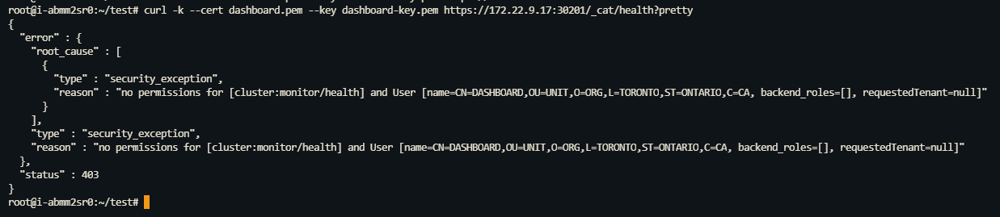 root@i-abmm2sr0:~/test# curl -k --cert dashboard.pem --key dashboard-key.pem https://172.22.9.17:30201/_cat/health?pretty
{
  "error" : {
    "root_cause" : [
      {
        "type" : "security_exception",
        "reason" : "no permissions for [cluster:monitor/health] and User [name=CN=DASHBOARD,OU=UNIT,O=ORG,L=TORONTO,ST=ONTARIO,C=CA, backend_roles=[], requestedTenant=null]"
      }
    ],
    "type" : "security_exception",
    "reason" : "no permissions for [cluster:monitor/health] and User [name=CN=DASHBOARD,OU=UNIT,O=ORG,L=TORONTO,ST=ONTARIO,C=CA, backend_roles=[], requestedTenant=null]"
  },
  "status" : 403
}
root@i-abmm2sr0:~/test#